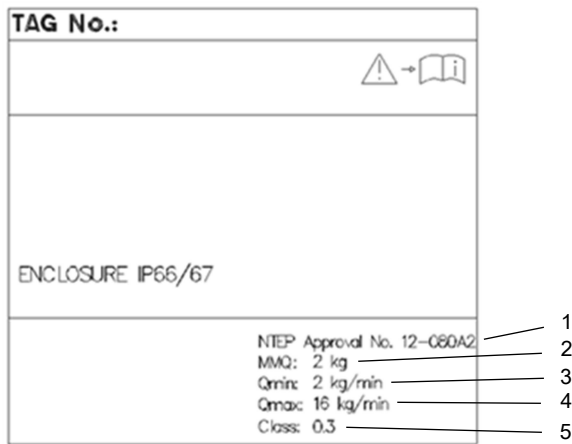 TAG No.:
i
ENCLOSURE IP66/67
NTEP Approval No. 12-080A2
MMQ: 2 kg
Qmin: 2 kg/min
Qmax: 16 kg/min
Class: 0.3
1
2
3
4
5